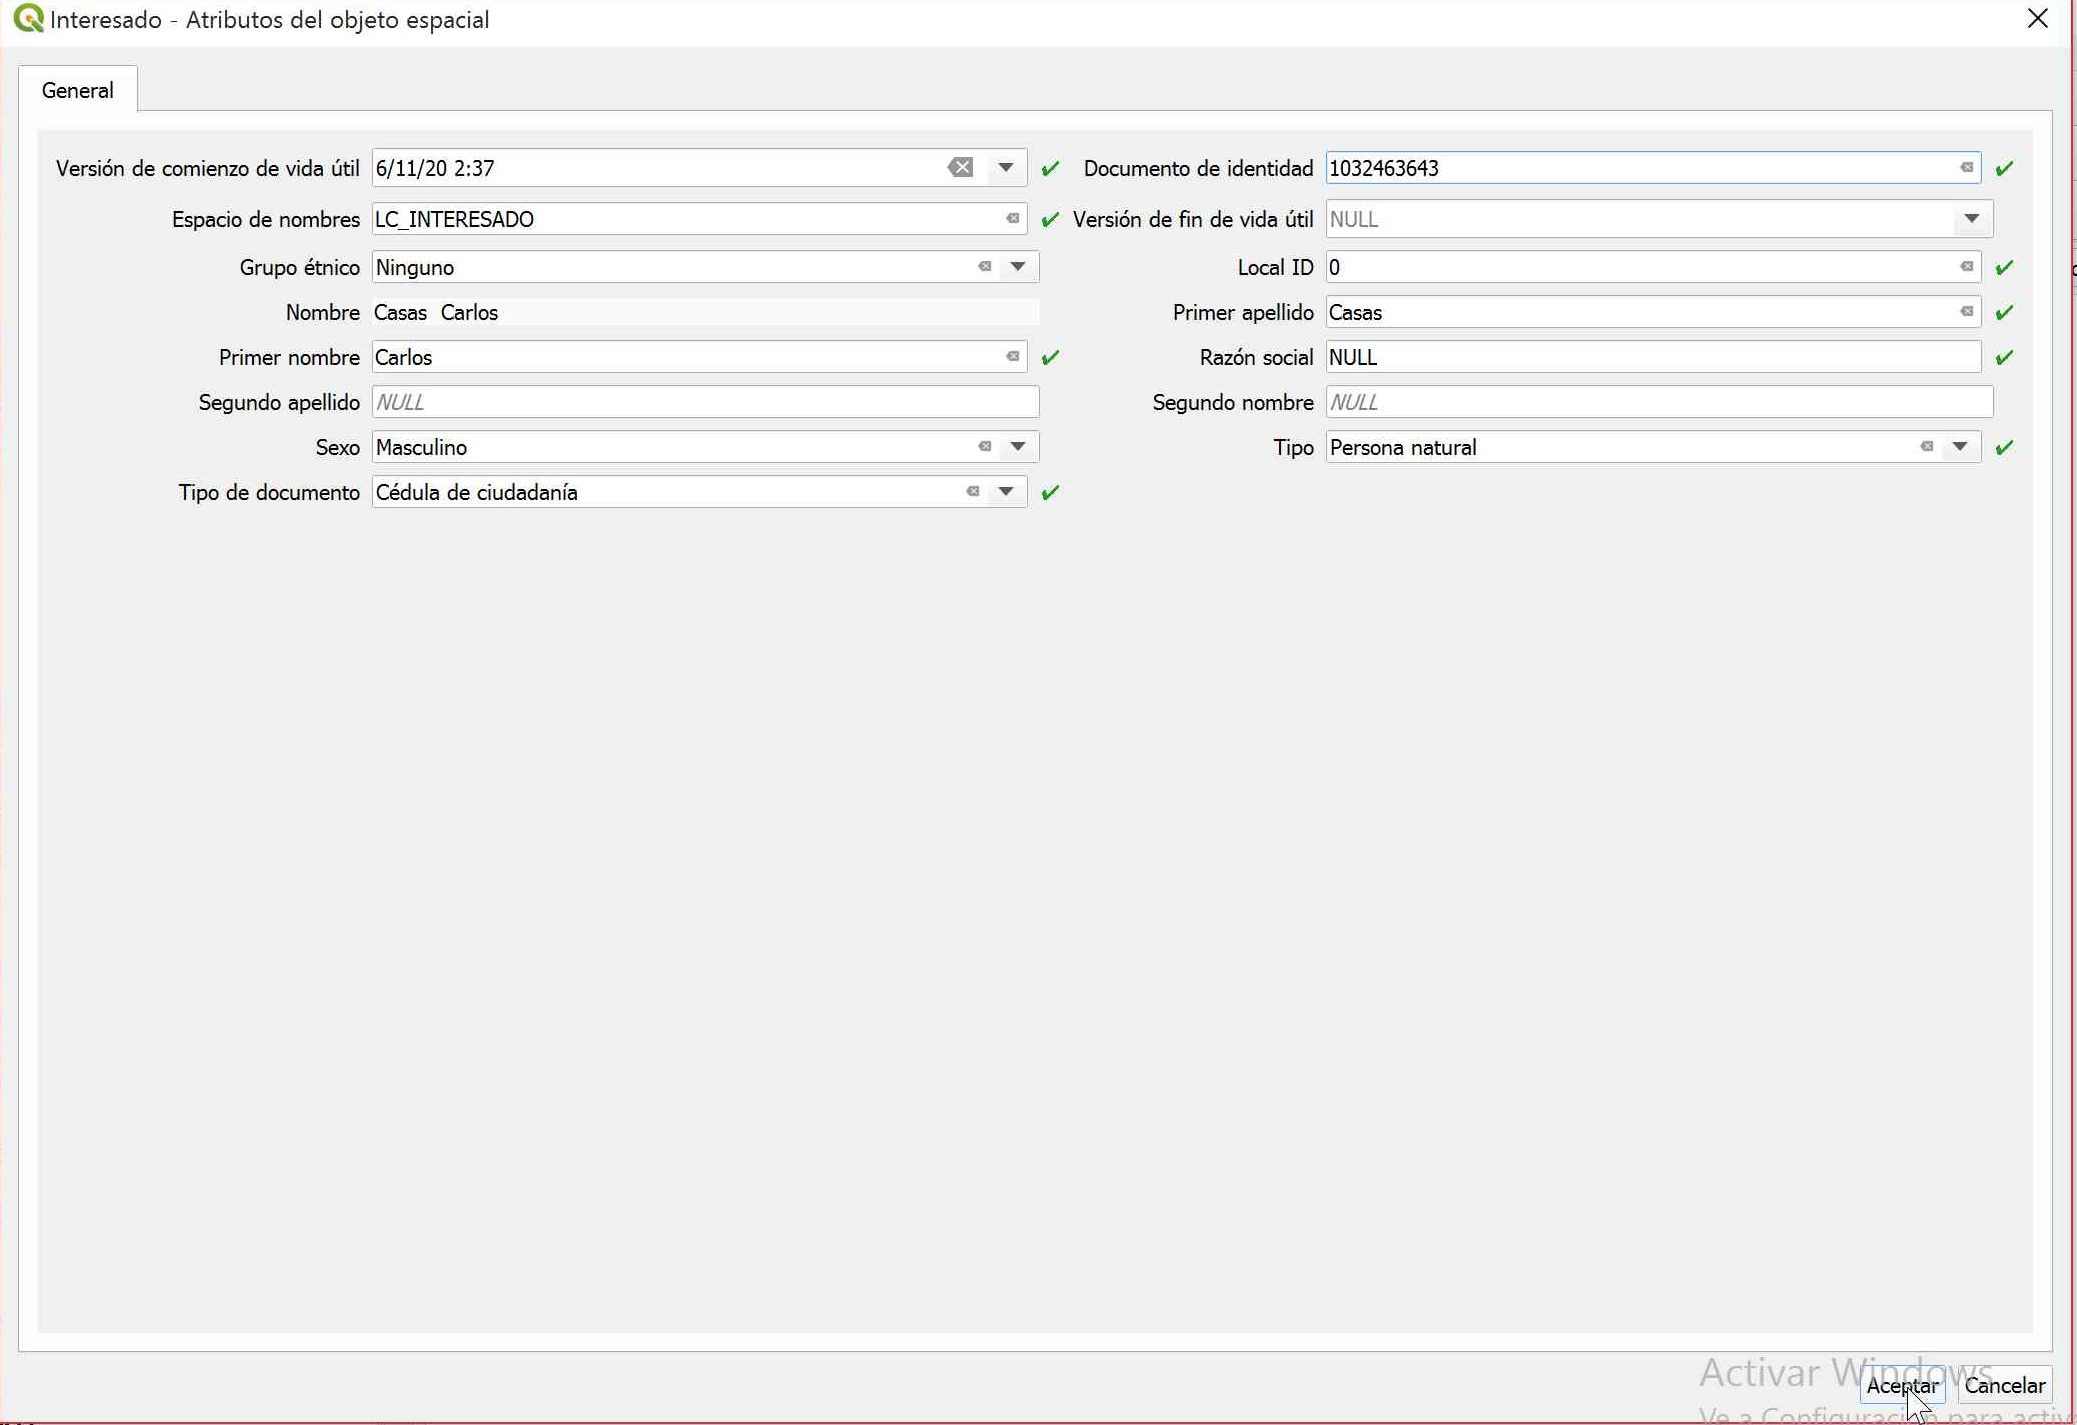 Interesado - Atributos del objeto espacial
General
Versión de comienzo de vida útil 6/11/20 2:37 Documento de identidad 1032463643
Espacio de nombres LC_INTERESADO Versión de fin de vida útil NULL
Grupo étnico Ninguno Local ID 0
Nombre Casas Carlos Primer apellido Casas
Primer nombre Carlos Razón social NULL
Segundo apellido NULL Segundo nombre NULL
Sexo Masculino Tipo Persona natural
Tipo de documento Cédula de ciudadanía
Activar Windows
Aceptar Cancelar
Ve a Configuración para